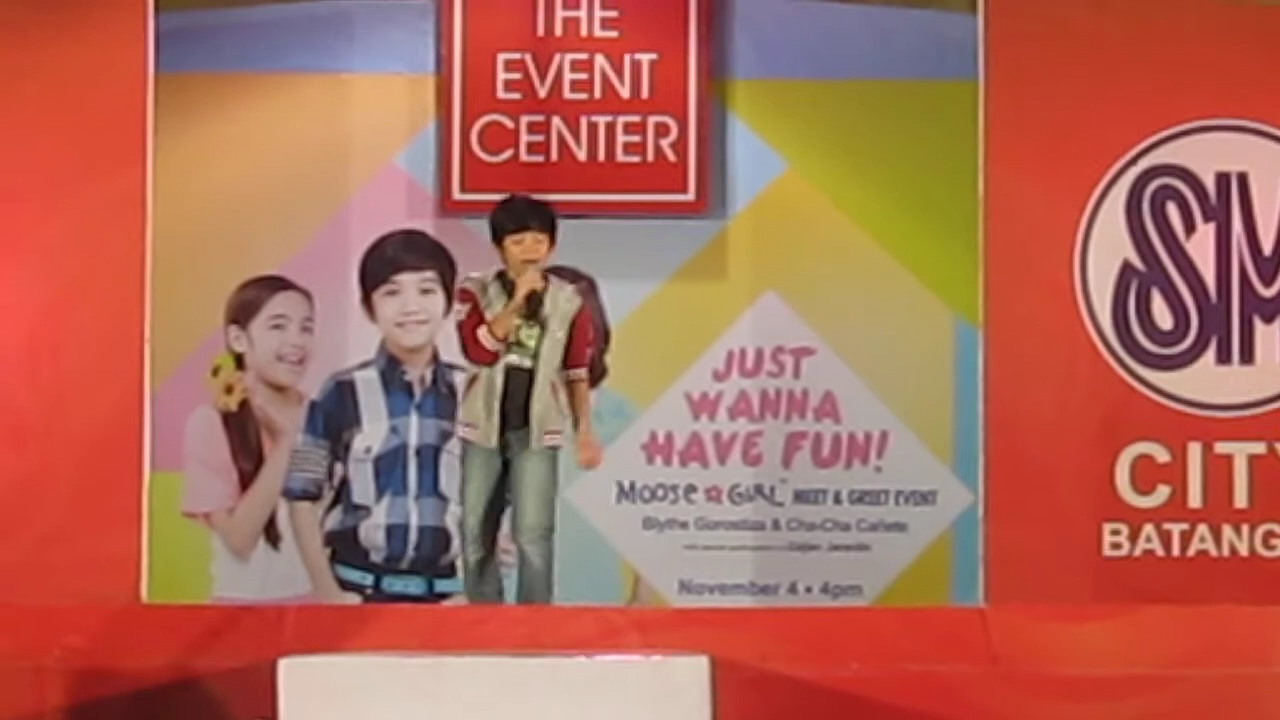 THE
EVENT
CENTER
JUST
WANNA
HAVE FUN!
MOOSE GIRL™ MEET & GREET EVENT
Blythe Gorostiza & Cha-Cha Cañete
November 4 • 4pm
SM
CITY
BATANG